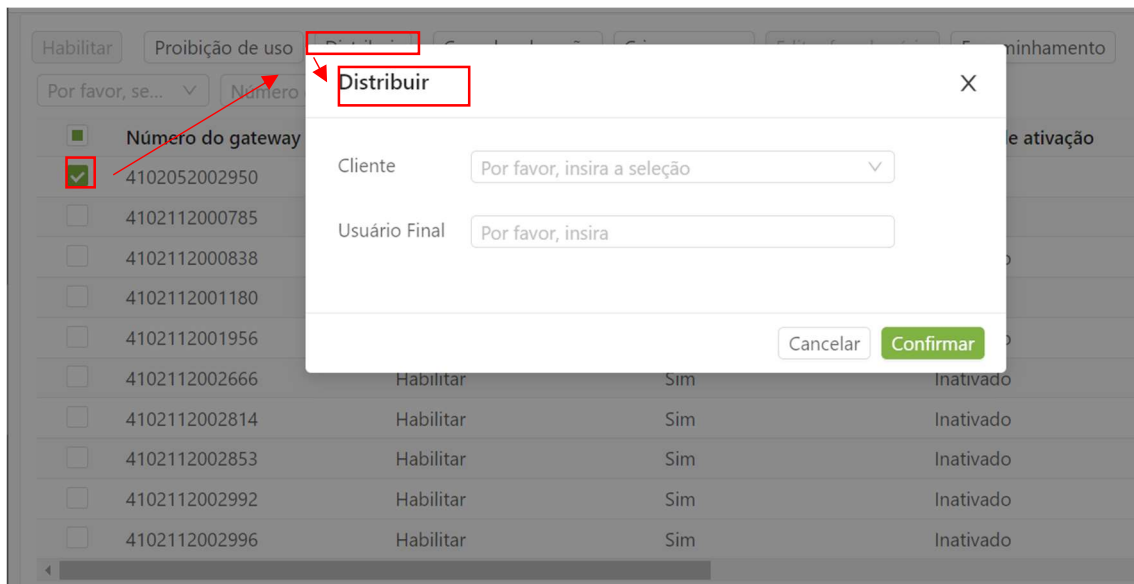 Habilitar Proibição de uso Distribuir
Por favor, se... Número
Distribuir X
Número do gateway
4102052002950
Cliente Por favor, insira a seleção
4102112000785
Usuário Final Por favor, insira
4102112000838
4102112001180
4102112001956
Cancelar Confirmar
4102112002666 Habilitar Sim Inativado
4102112002814 Habilitar Sim Inativado
4102112002853 Habilitar Sim Inativado
4102112002992 Habilitar Sim Inativado
4102112002996 Habilitar Sim Inativado